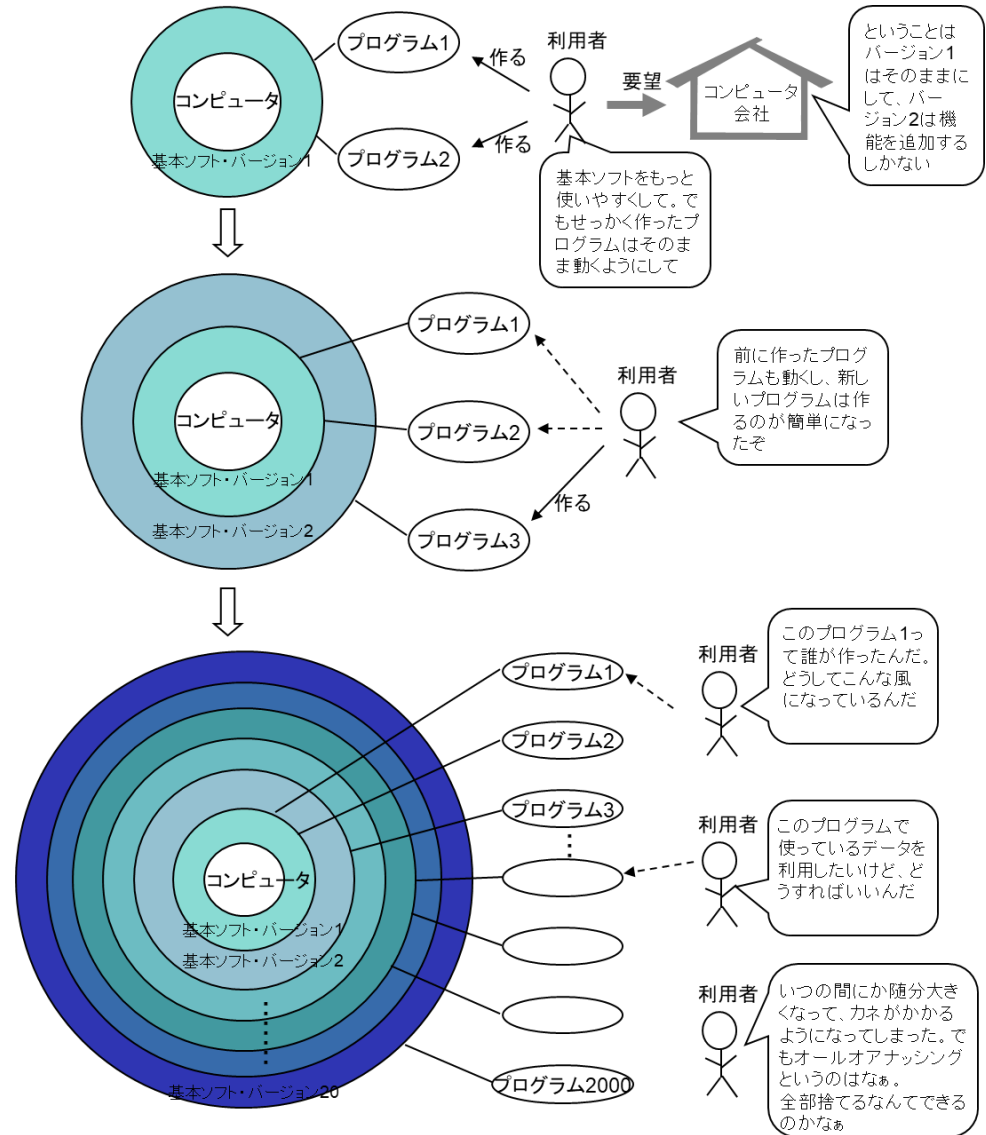 プログラム1
利用者
作る
要望
コンピュータ
コンピュータ
会社
ということは
バージョン1
はそのままに
して、バー
ジョン2は機
能を追加する
しかない
プログラム2
作る
基本ソフト・バージョン1
基本ソフトをもっと
使いやすくして。で
もせっかく作ったプ
ログラムはそのま
ま動くようにして
プログラム1
利用者
前に作ったプログ
ラムも動くし、新し
いプログラムは作
るのが簡単になっ
たぞ
コンピュータ
プログラム2
基本ソフト・バージョン1
作る
基本ソフト・バージョン2
プログラム3
プログラム1
利用者
このプログラム1っ
て誰が作ったんだ。
どうしてこんな風
になっているんだ
プログラム2
プログラム3
利用者
このプログラムで
使っているデータを
利用したいけど、ど
うすればいいんだ
コンピュータ
基本ソフト・バージョン1
基本ソフト・バージョン2
利用者
いつの間にか随分大き
くなって、カネがかかる
ようになってしまった。で
もオールオアナッシング
というのはなぁ。
全部捨てるなんてできる
のかなぁ
基本ソフト・バージョン20
プログラム2000